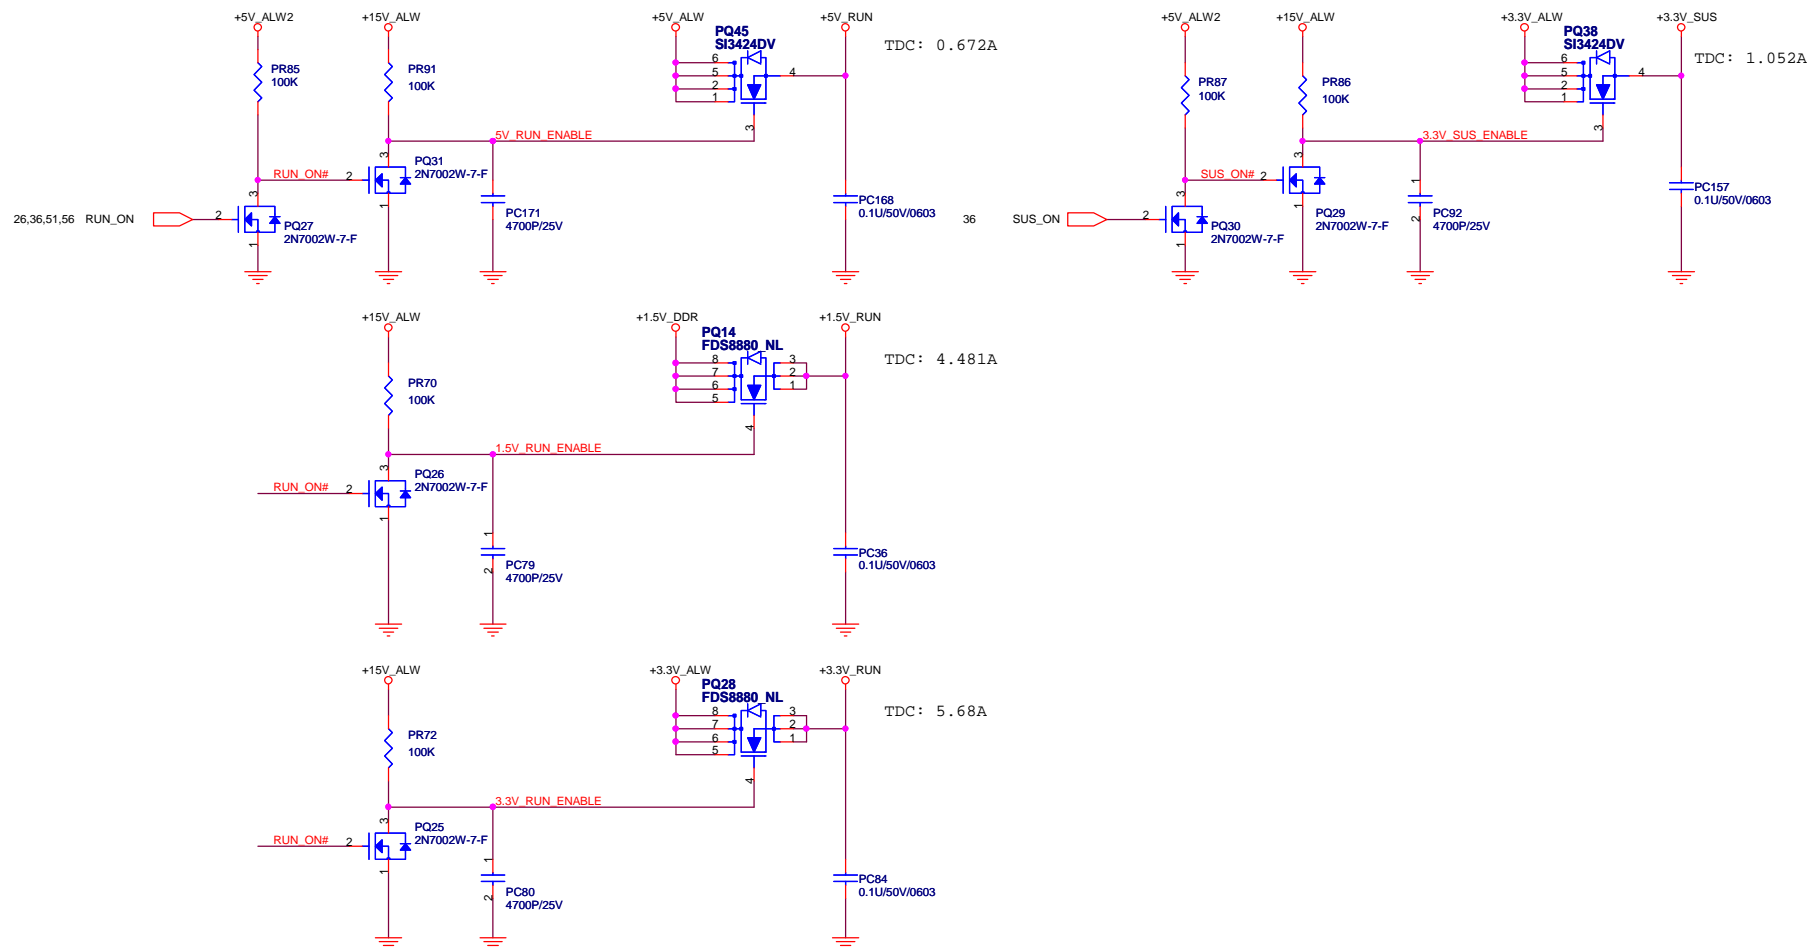 +5V_ALW2
+15V_ALW
+5V_ALW
+5V_RUN
PQ45
SI3424DV
TDC: 0.672A
PR85
100K
PR91
100K
6
5
2
1
4
3
5V_RUN_ENABLE
3
PQ31
2N7002W-7-F
RUN_ON#
2
1
26,36,51,56 RUN_ON
2
3
PQ27
2N7002W-7-F
1
PC171
4700P/25V
PC168
0.1U/50V/0603
+5V_ALW2
+15V_ALW
+3.3V_ALW
+3.3V_SUS
PQ38
SI3424DV
TDC: 1.052A
PR87
100K
PR86
100K
6
5
2
1
4
3
3.3V_SUS_ENABLE
3
SUS_ON#
2
1
PQ29
2N7002W-7-F
36 SUS_ON
2
3
PQ30
2N7002W-7-F
1
1
PC92
2
4700P/25V
PC157
0.1U/50V/0603
+15V_ALW
+1.5V_DDR
+1.5V_RUN
PQ14
FDS8880_NL
TDC: 4.481A
8
7
6
5
3
2
1
4
PR70
100K
1.5V_RUN_ENABLE
3
PQ26
2N7002W-7-F
RUN_ON#
2
1
1
PC79
2
4700P/25V
PC36
0.1U/50V/0603
+15V_ALW
+3.3V_ALW
+3.3V_RUN
PQ28
FDS8880_NL
TDC: 5.68A
8
7
6
5
3
2
1
4
PR72
100K
3.3V_RUN_ENABLE
3
PQ25
2N7002W-7-F
RUN_ON#
2
1
1
PC80
2
4700P/25V
PC84
0.1U/50V/0603